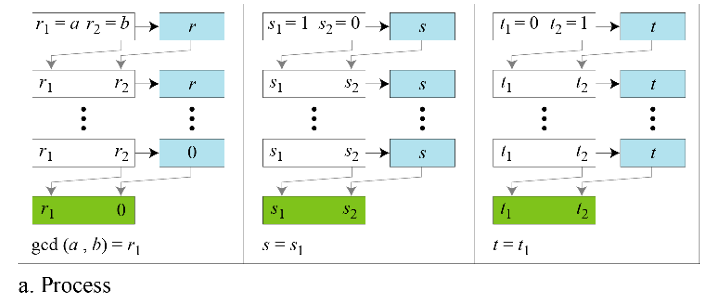 r₁ = a r₂ = b r s₁ = 1 s₂ = 0 s t₁ = 0 t₂ = 1 t
r₁ r₂ r s₁ s₂ s t₁ t₂ t
r₁ r₂ 0 s₁ s₂ s t₁ t₂ t
r₁ 0 s₁ s₂ t₁ t₂
gcd (a , b) = r₁ s = s₁ t = t₁
a. Process